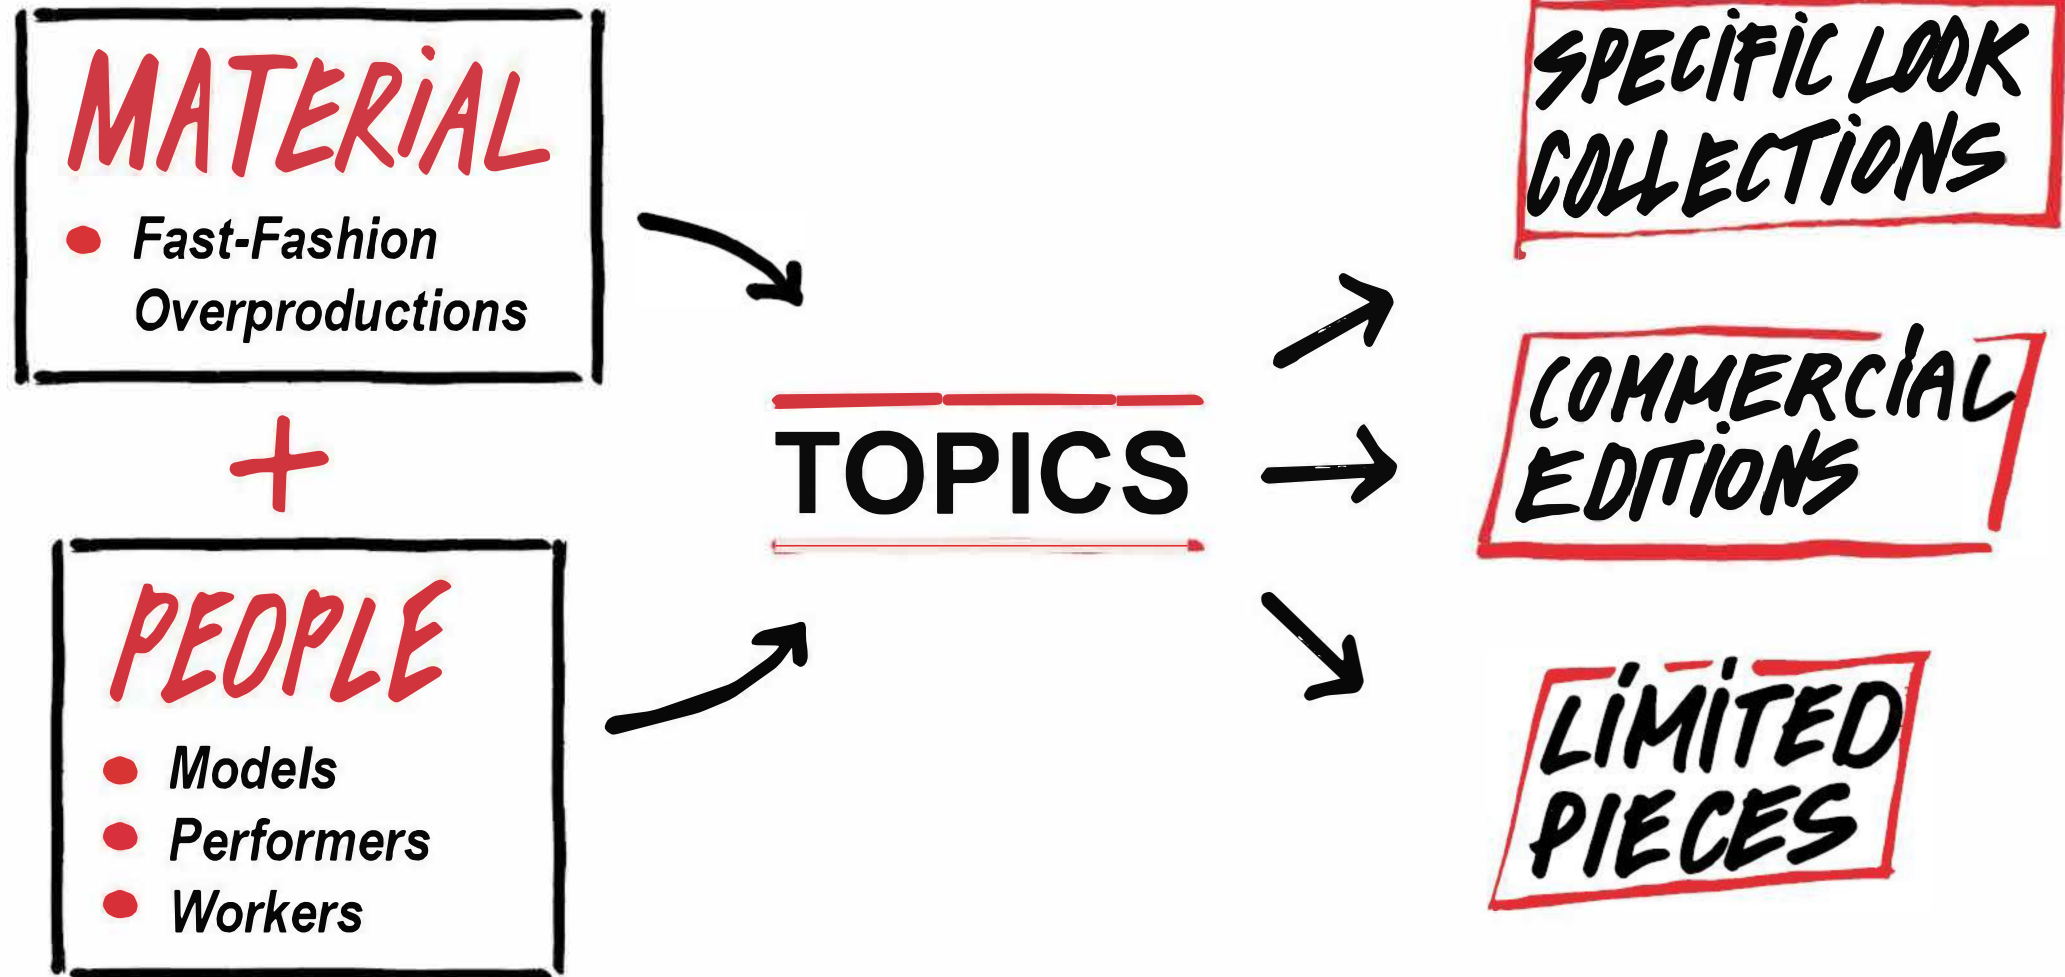 MATERiAL
Fast-Fashion
Overproductions
+
PEOPLE
Models
Performers
Workers
TOPICS
SPECiFiC LOOK
COLLECTiONS
COMMERCiAL
EDITiONS
LiMiTED
PIECES